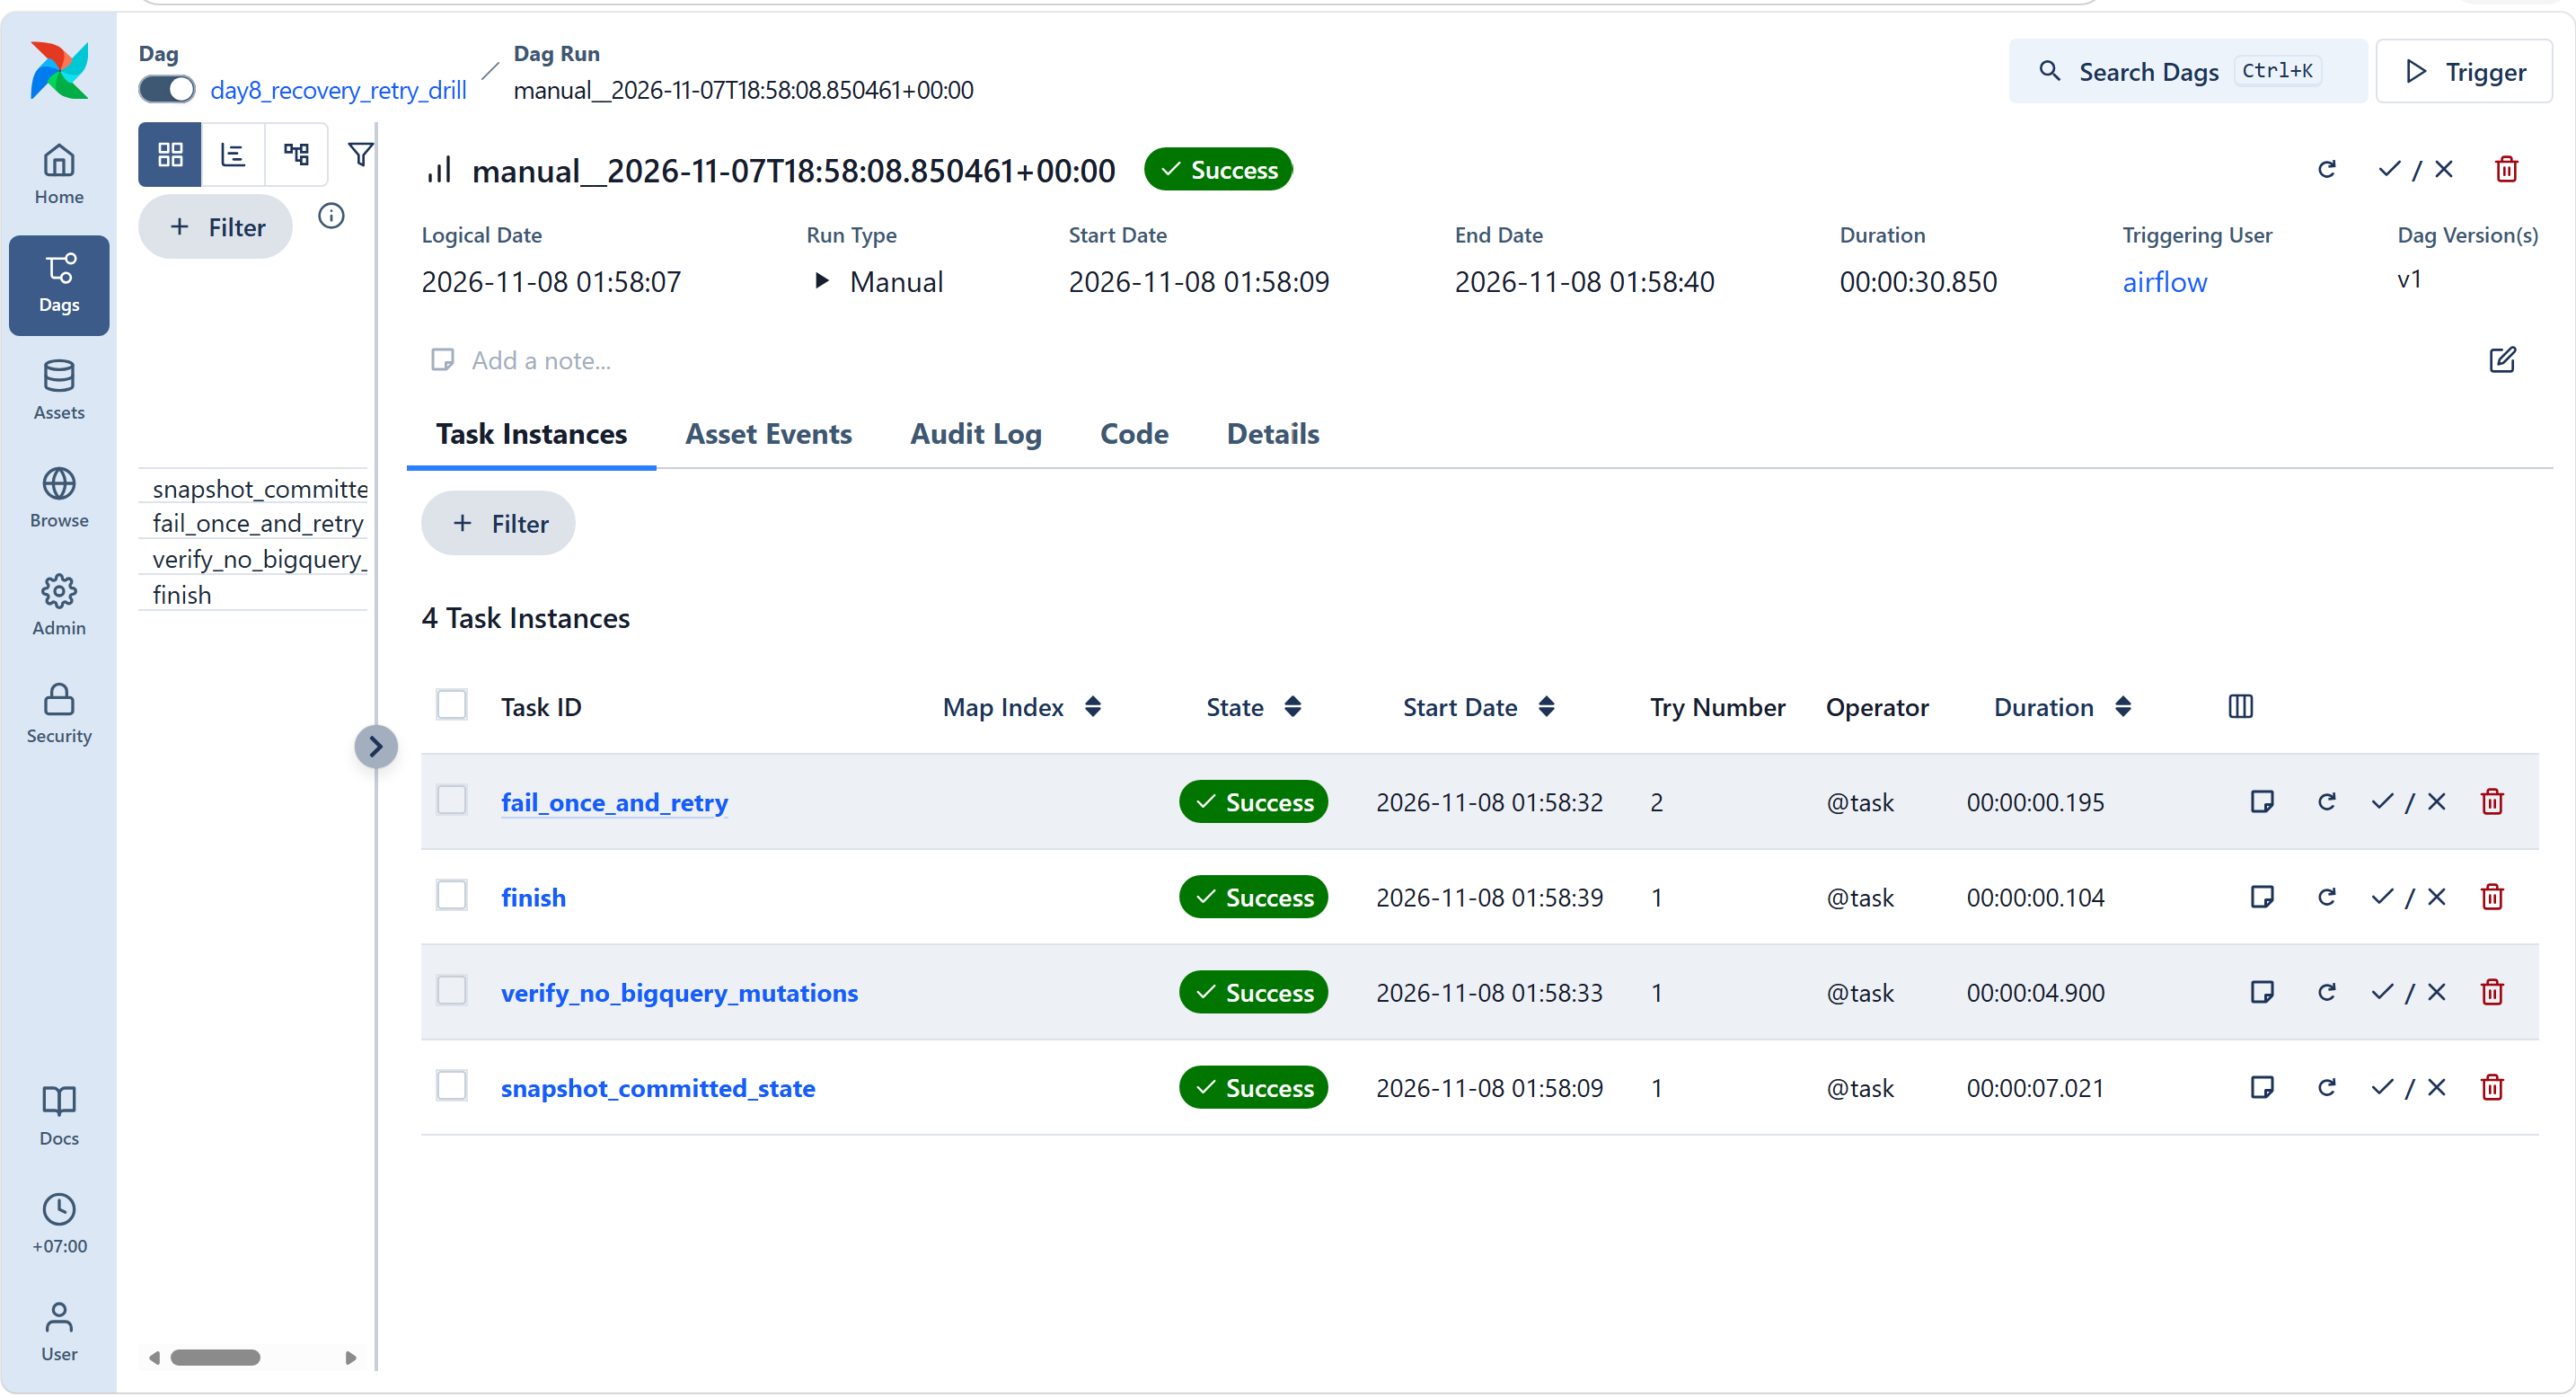 Dag
day8_recovery_retry_drill
Dag Run
manual__2026-11-07T18:58:08.850461+00:00
Search Dags Ctrl+K
Trigger
Home
Dags
Assets
Browse
Admin
Security
Docs
+07:00
User
+ Filter
snapshot_committe
fail_once_and_retry
verify_no_bigquery_
finish
manual__2026-11-07T18:58:08.850461+00:00 Success
Logical Date Run Type Start Date End Date Duration Triggering User Dag Version(s)
2026-11-08 01:58:07 Manual 2026-11-08 01:58:09 2026-11-08 01:58:40 00:00:30.850 airflow v1
Add a note...
Task Instances Asset Events Audit Log Code Details
+ Filter
4 Task Instances
Task ID Map Index State Start Date Try Number Operator Duration
fail_once_and_retry Success 2026-11-08 01:58:32 2 @task 00:00:00.195
finish Success 2026-11-08 01:58:39 1 @task 00:00:00.104
verify_no_bigquery_mutations Success 2026-11-08 01:58:33 1 @task 00:00:04.900
snapshot_committed_state Success 2026-11-08 01:58:09 1 @task 00:00:07.021